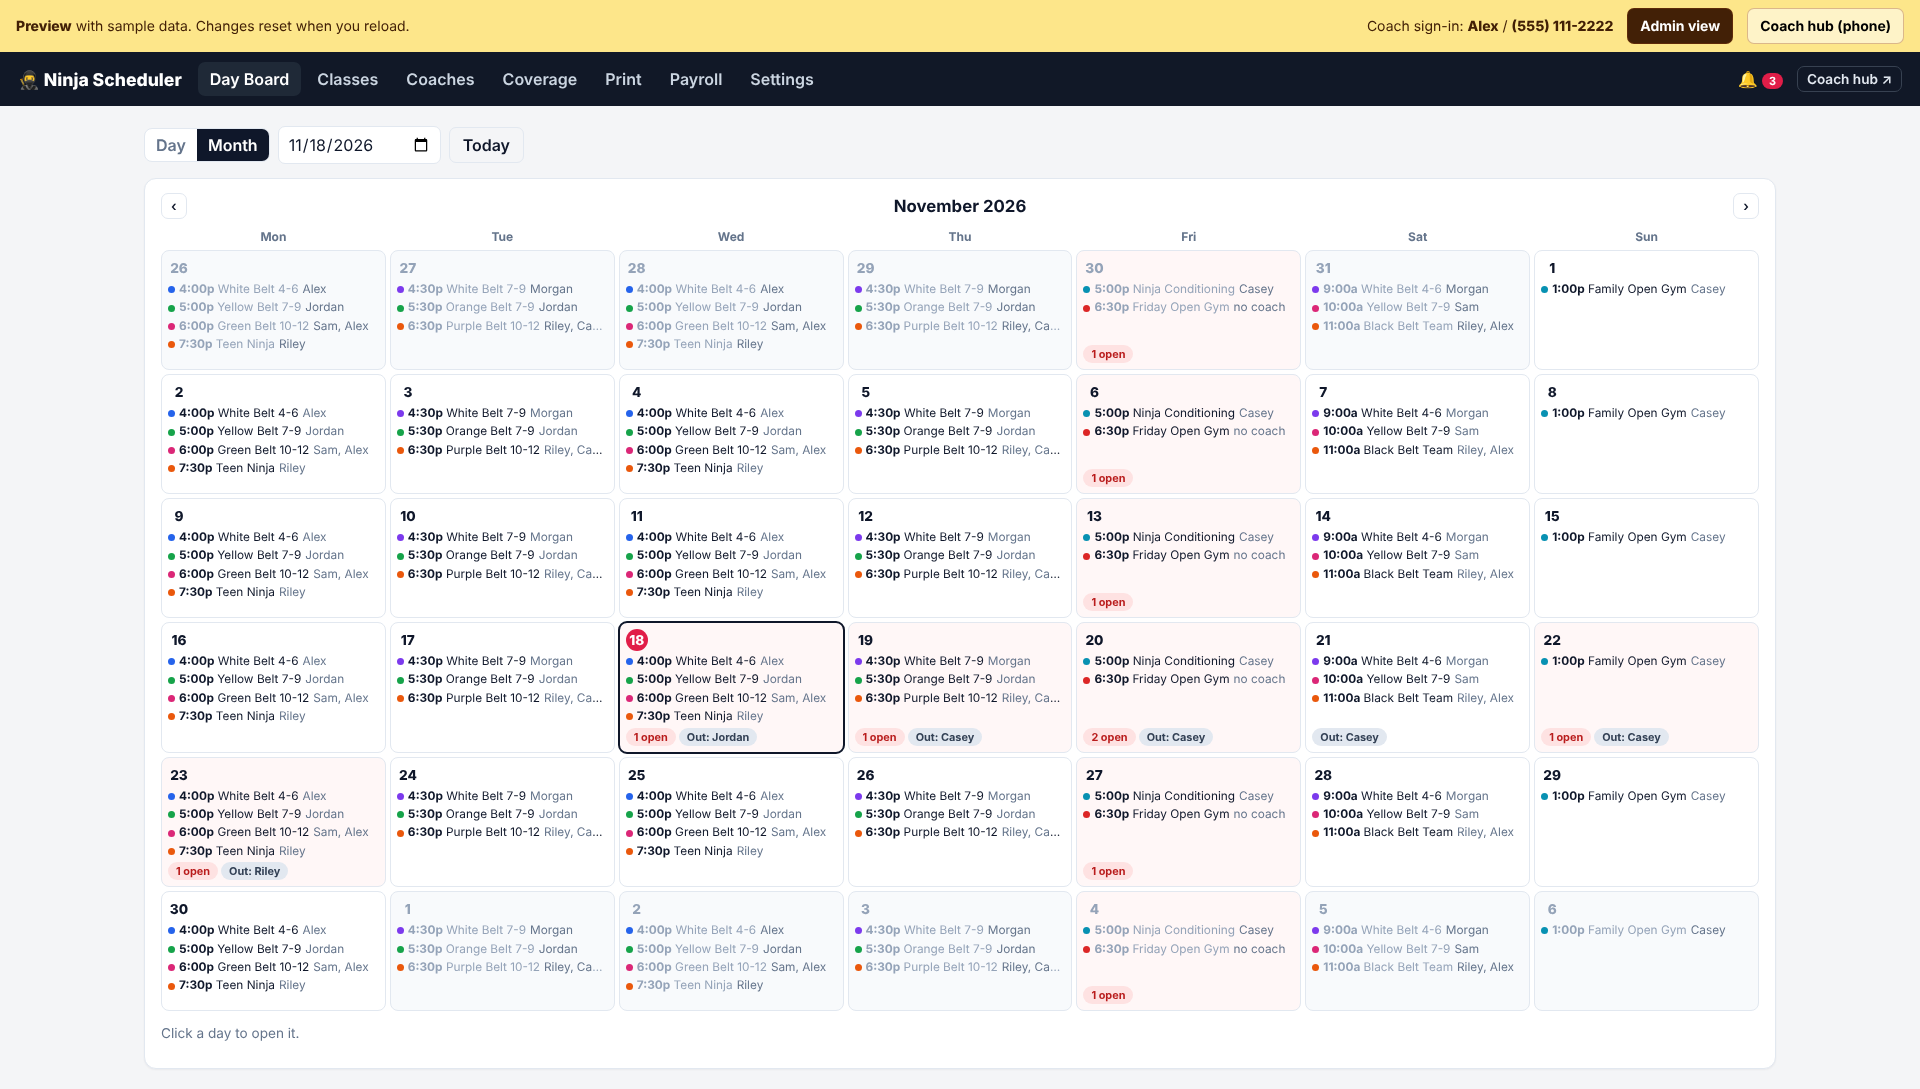 Preview with sample data. Changes reset when you reload.
Coach sign-in: Alex / (555) 111-2222
Admin view
Coach hub (phone)
Ninja Scheduler
Day Board
Classes
Coaches
Coverage
Print
Payroll
Settings
3
Coach hub ↗
Day
Month
11/18/2026
Today
‹
November 2026
›
Mon
Tue
Wed
Thu
Fri
Sat
Sun
26
4:00p White Belt 4-6 Alex
5:00p Yellow Belt 7-9 Jordan
6:00p Green Belt 10-12 Sam, Alex
7:30p Teen Ninja Riley
27
4:30p White Belt 7-9 Morgan
5:30p Orange Belt 7-9 Jordan
6:30p Purple Belt 10-12 Riley, Ca...
28
4:00p White Belt 4-6 Alex
5:00p Yellow Belt 7-9 Jordan
6:00p Green Belt 10-12 Sam, Alex
7:30p Teen Ninja Riley
29
4:30p White Belt 7-9 Morgan
5:30p Orange Belt 7-9 Jordan
6:30p Purple Belt 10-12 Riley, Ca...
30
5:00p Ninja Conditioning Casey
6:30p Friday Open Gym no coach
1 open
31
9:00a White Belt 4-6 Morgan
10:00a Yellow Belt 7-9 Sam
11:00a Black Belt Team Riley, Alex
1
1:00p Family Open Gym Casey
2
4:00p White Belt 4-6 Alex
5:00p Yellow Belt 7-9 Jordan
6:00p Green Belt 10-12 Sam, Alex
7:30p Teen Ninja Riley
3
4:30p White Belt 7-9 Morgan
5:30p Orange Belt 7-9 Jordan
6:30p Purple Belt 10-12 Riley, Ca...
4
4:00p White Belt 4-6 Alex
5:00p Yellow Belt 7-9 Jordan
6:00p Green Belt 10-12 Sam, Alex
7:30p Teen Ninja Riley
5
4:30p White Belt 7-9 Morgan
5:30p Orange Belt 7-9 Jordan
6:30p Purple Belt 10-12 Riley, Ca...
6
5:00p Ninja Conditioning Casey
6:30p Friday Open Gym no coach
1 open
7
9:00a White Belt 4-6 Morgan
10:00a Yellow Belt 7-9 Sam
11:00a Black Belt Team Riley, Alex
8
1:00p Family Open Gym Casey
9
4:00p White Belt 4-6 Alex
5:00p Yellow Belt 7-9 Jordan
6:00p Green Belt 10-12 Sam, Alex
7:30p Teen Ninja Riley
10
4:30p White Belt 7-9 Morgan
5:30p Orange Belt 7-9 Jordan
6:30p Purple Belt 10-12 Riley, Ca...
11
4:00p White Belt 4-6 Alex
5:00p Yellow Belt 7-9 Jordan
6:00p Green Belt 10-12 Sam, Alex
7:30p Teen Ninja Riley
12
4:30p White Belt 7-9 Morgan
5:30p Orange Belt 7-9 Jordan
6:30p Purple Belt 10-12 Riley, Ca...
13
5:00p Ninja Conditioning Casey
6:30p Friday Open Gym no coach
1 open
14
9:00a White Belt 4-6 Morgan
10:00a Yellow Belt 7-9 Sam
11:00a Black Belt Team Riley, Alex
15
1:00p Family Open Gym Casey
16
4:00p White Belt 4-6 Alex
5:00p Yellow Belt 7-9 Jordan
6:00p Green Belt 10-12 Sam, Alex
7:30p Teen Ninja Riley
17
4:30p White Belt 7-9 Morgan
5:30p Orange Belt 7-9 Jordan
6:30p Purple Belt 10-12 Riley, Ca...
18
4:00p White Belt 4-6 Alex
5:00p Yellow Belt 7-9 Jordan
6:00p Green Belt 10-12 Sam, Alex
7:30p Teen Ninja Riley
1 open Out: Jordan
19
4:30p White Belt 7-9 Morgan
5:30p Orange Belt 7-9 Jordan
6:30p Purple Belt 10-12 Riley, Ca...
1 open Out: Casey
20
5:00p Ninja Conditioning Casey
6:30p Friday Open Gym no coach
2 open Out: Casey
21
9:00a White Belt 4-6 Morgan
10:00a Yellow Belt 7-9 Sam
11:00a Black Belt Team Riley, Alex
Out: Casey
22
1:00p Family Open Gym Casey
1 open Out: Casey
23
4:00p White Belt 4-6 Alex
5:00p Yellow Belt 7-9 Jordan
6:00p Green Belt 10-12 Sam, Alex
7:30p Teen Ninja Riley
1 open Out: Riley
24
4:30p White Belt 7-9 Morgan
5:30p Orange Belt 7-9 Jordan
6:30p Purple Belt 10-12 Riley, Ca...
25
4:00p White Belt 4-6 Alex
5:00p Yellow Belt 7-9 Jordan
6:00p Green Belt 10-12 Sam, Alex
7:30p Teen Ninja Riley
26
4:30p White Belt 7-9 Morgan
5:30p Orange Belt 7-9 Jordan
6:30p Purple Belt 10-12 Riley, Ca...
27
5:00p Ninja Conditioning Casey
6:30p Friday Open Gym no coach
1 open
28
9:00a White Belt 4-6 Morgan
10:00a Yellow Belt 7-9 Sam
11:00a Black Belt Team Riley, Alex
29
1:00p Family Open Gym Casey
30
4:00p White Belt 4-6 Alex
5:00p Yellow Belt 7-9 Jordan
6:00p Green Belt 10-12 Sam, Alex
7:30p Teen Ninja Riley
1
4:30p White Belt 7-9 Morgan
5:30p Orange Belt 7-9 Jordan
6:30p Purple Belt 10-12 Riley, Ca...
2
4:00p White Belt 4-6 Alex
5:00p Yellow Belt 7-9 Jordan
6:00p Green Belt 10-12 Sam, Alex
7:30p Teen Ninja Riley
3
4:30p White Belt 7-9 Morgan
5:30p Orange Belt 7-9 Jordan
6:30p Purple Belt 10-12 Riley, Ca...
4
5:00p Ninja Conditioning Casey
6:30p Friday Open Gym no coach
1 open
5
9:00a White Belt 4-6 Morgan
10:00a Yellow Belt 7-9 Sam
11:00a Black Belt Team Riley, Alex
6
1:00p Family Open Gym Casey
Click a day to open it.